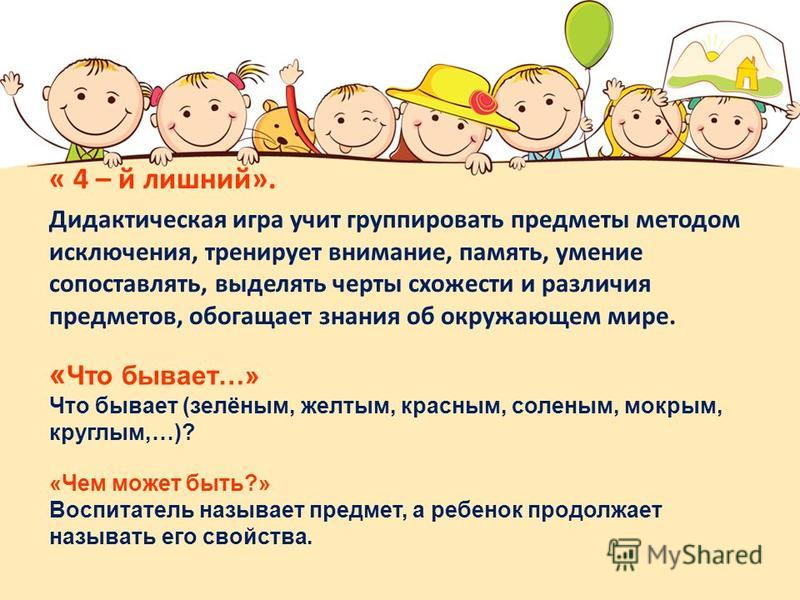 « 4 – й лишний».
Дидактическая игра учит группировать предметы методом
исключения, тренирует внимание, память, умение
сопоставлять, выделять черты схожести и различия
предметов, обогащает знания об окружающем мире.
«Что бывает…»
Что бывает (зелёным, желтым, красным, соленым, мокрым,
круглым,…)?
«Чем может быть?»
Воспитатель называет предмет, а ребенок продолжает
называть его свойства.
MyShared